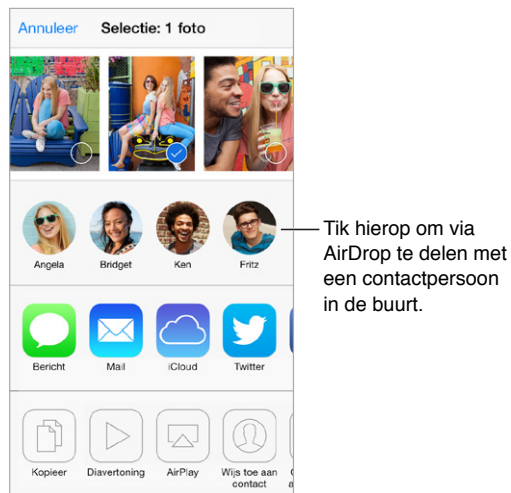 Annuleer Selectie: 1 foto
Angela Bridget Ken Fritz
Tik hierop om via
AirDrop te delen met
een contactpersoon
in de buurt.
Bericht Mail iCloud Twitter
Kopieer Diavertoning AirPlay Wijs toe aan
contact